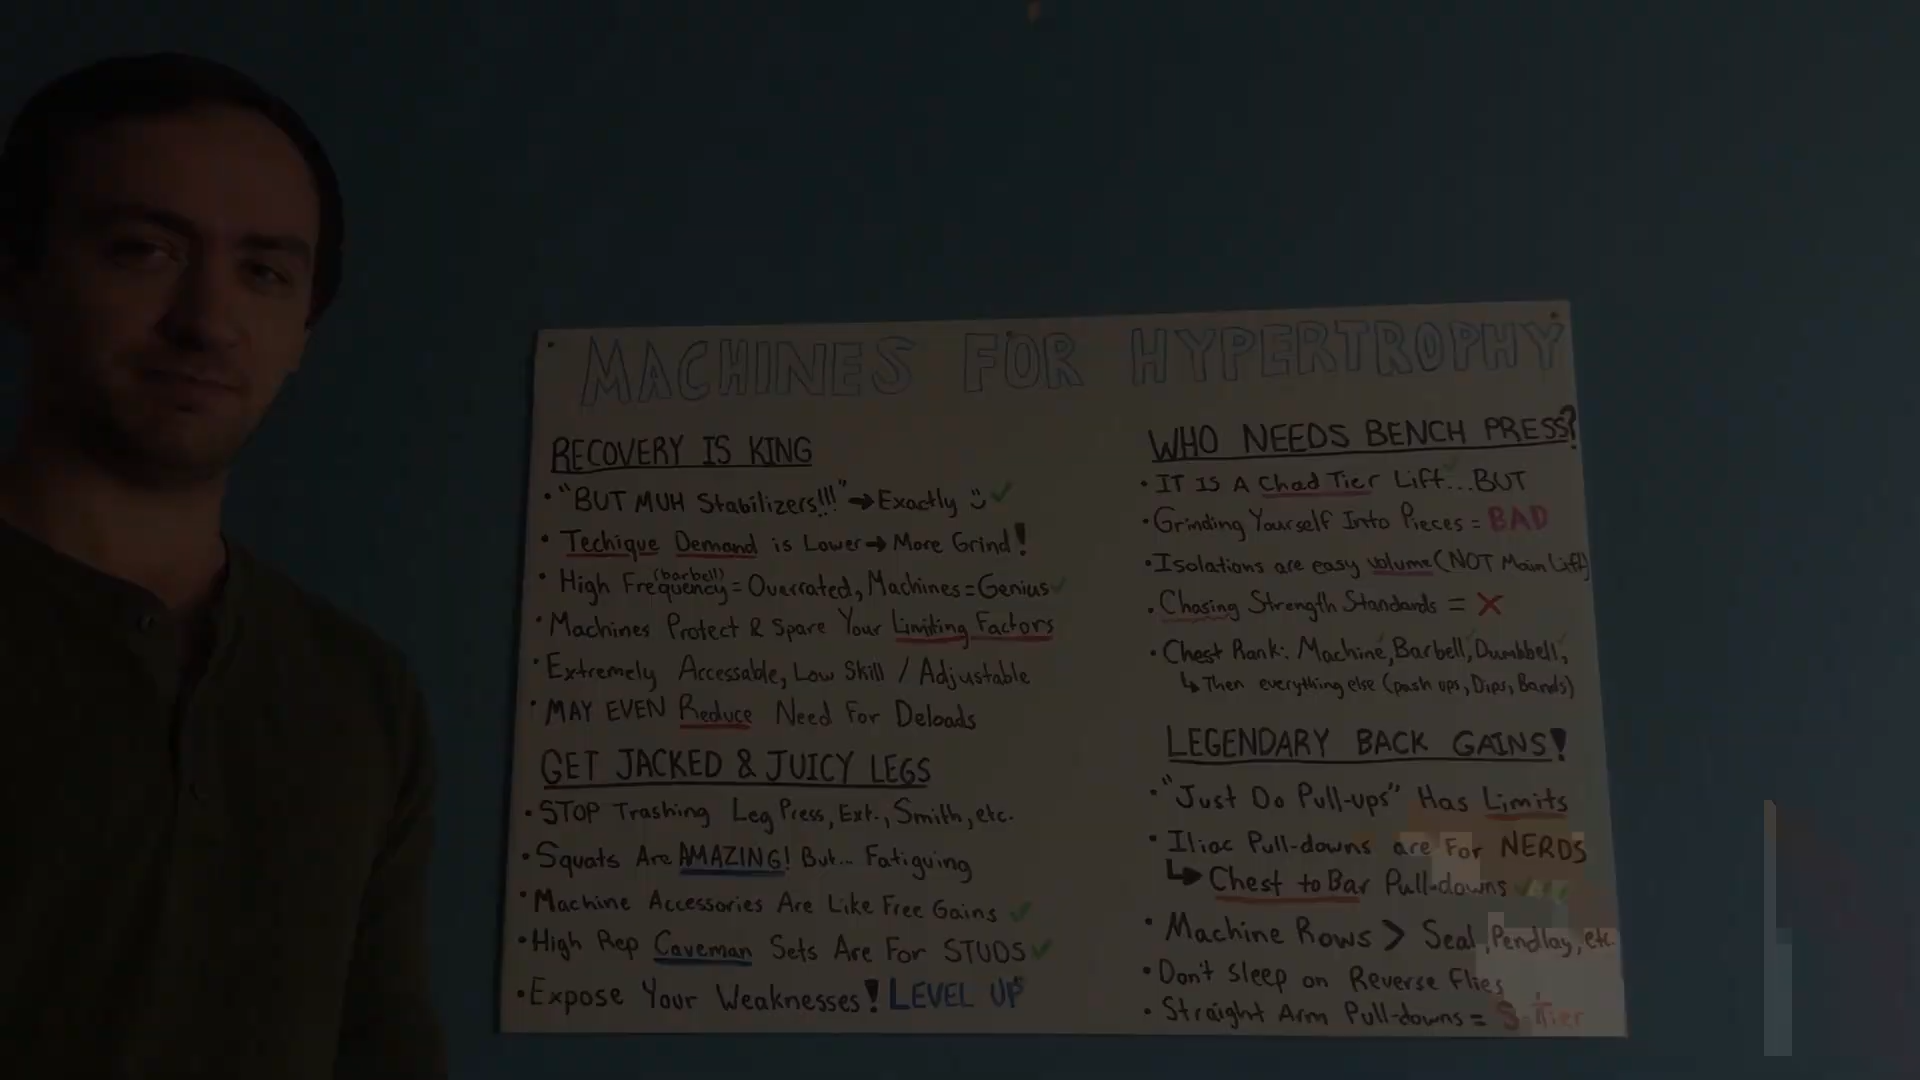 MACHINES FOR HYPERTROPHY
RECOVERY IS KING
• "BUT MUH Stabilizers!!!" → Exactly :) ✓
• Techique Demand is Lower → More Grind!
• High Frequency (barbell) = Overrated, Machines = Genius ✓
• Machines Protect & Spare Your Limiting Factors
• Extremely Accessable, Low Skill / Adjustable
• MAY EVEN Reduce Need For Deloads
GET JACKED & JUICY LEGS
• STOP Trashing Leg Press, Ext., Smith, etc.
• Squats Are AMAZING! But... Fatiguing
• Machine Accessories Are Like Free Gains ✓
• High Rep Caveman Sets Are For STUDS ✓
• Expose Your Weaknesses! LEVEL UP
WHO NEEDS BENCH PRESS?
• IT IS A Chad Tier Lift... BUT
• Grinding Yourself Into Pieces = BAD
• Isolations are easy volume (NOT Main Lift)
• Chasing Strength Standards = X
• Chest Rank: Machine, Barbell, Dumbbell,
↳ Then everything else (push ups, Dips, Bands)
LEGENDARY BACK GAINS!
• "Just Do Pull-ups" Has Limits
• Iliac Pull-downs are For NERDS
↳ Chest to Bar Pull-downs ✓✓✓
• Machine Rows > Seal, Pendlay, etc.
• Don't Sleep on Reverse Flies
• Straight Arm Pull-downs = S-Tier